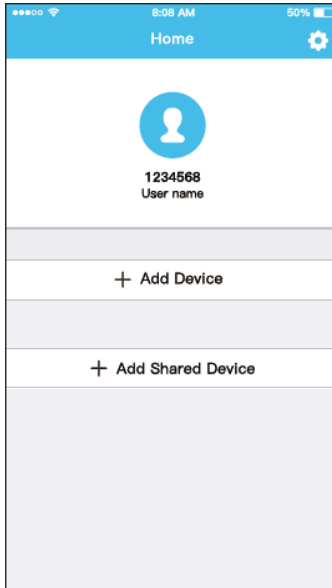 8:08 AM
50%
Home
1234568
User name
+ Add Device
+ Add Shared Device